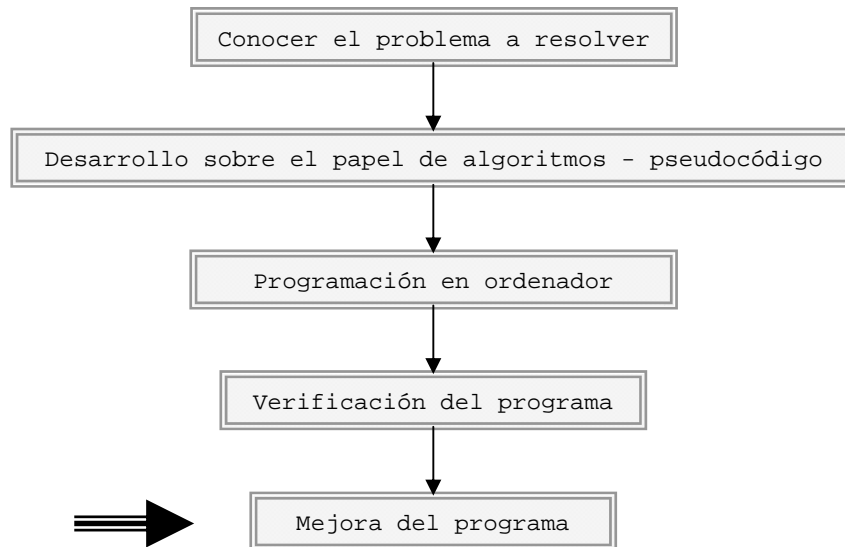 Conocer el problema a resolver
Desarrollo sobre el papel de algoritmos - pseudocódigo
Programación en ordenador
Verificación del programa
Mejora del programa